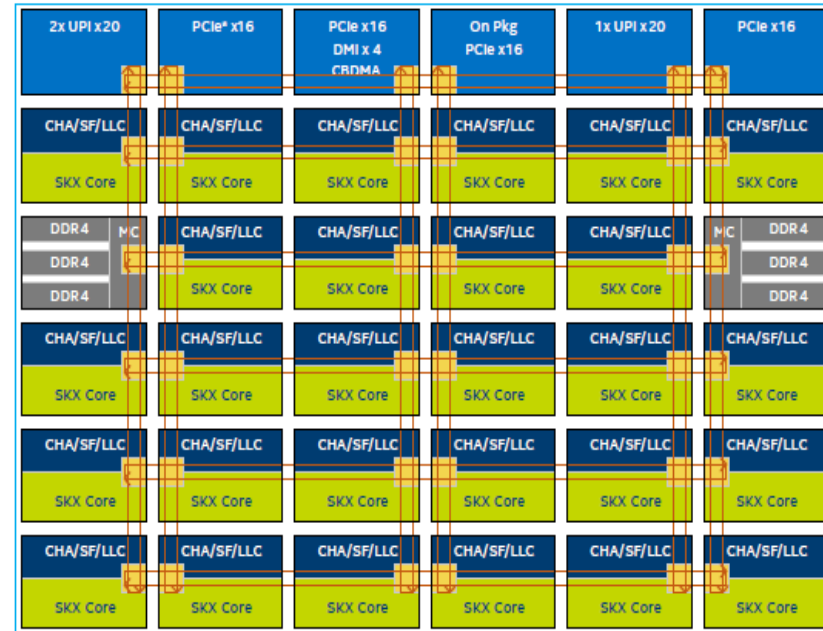 2x UPI x20
PCIe* x16
PCIe x16
DMI x 4
CBDMA
On Pkg
PCIe x16
1x UPI x20
PCIe x16
CHA/SF/LLC CHA/SF/LLC CHA/SF/LLC CHA/SF/LLC CHA/SF/LLC CHA/SF/LLC
SKX Core SKX Core SKX Core SKX Core SKX Core SKX Core
DDR4 MC CHA/SF/LLC CHA/SF/LLC CHA/SF/LLC CHA/SF/LLC MC DDR4
DDR4 DDR4
SKX Core SKX Core SKX Core SKX Core
DDR4 DDR4
CHA/SF/LLC CHA/SF/LLC CHA/SF/LLC CHA/SF/LLC CHA/SF/LLC CHA/SF/LLC
SKX Core SKX Core SKX Core SKX Core SKX Core SKX Core
CHA/SF/LLC CHA/SF/LLC CHA/SF/LLC CHA/SF/LLC CHA/SF/LLC CHA/SF/LLC
SKX Core SKX Core SKX Core SKX Core SKX Core SKX Core
CHA/SF/LLC CHA/SF/LLC CHA/SF/LLC CHA/SF/LLC CHA/SF/LLC CHA/SF/LLC
SKX Core SKX Core SKX Core SKX Core SKX Core SKX Core